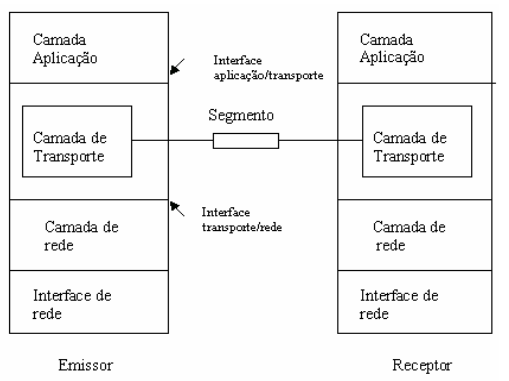 Camada
Aplicação
Interface
aplicação/transporte
Camada
Aplicação
Segmento
Camada de
Transporte
Camada de
Transporte
Interface
transporte/rede
Camada de
rede
Camada de
rede
Interface de
rede
Interface de
rede
Emissor
Receptor